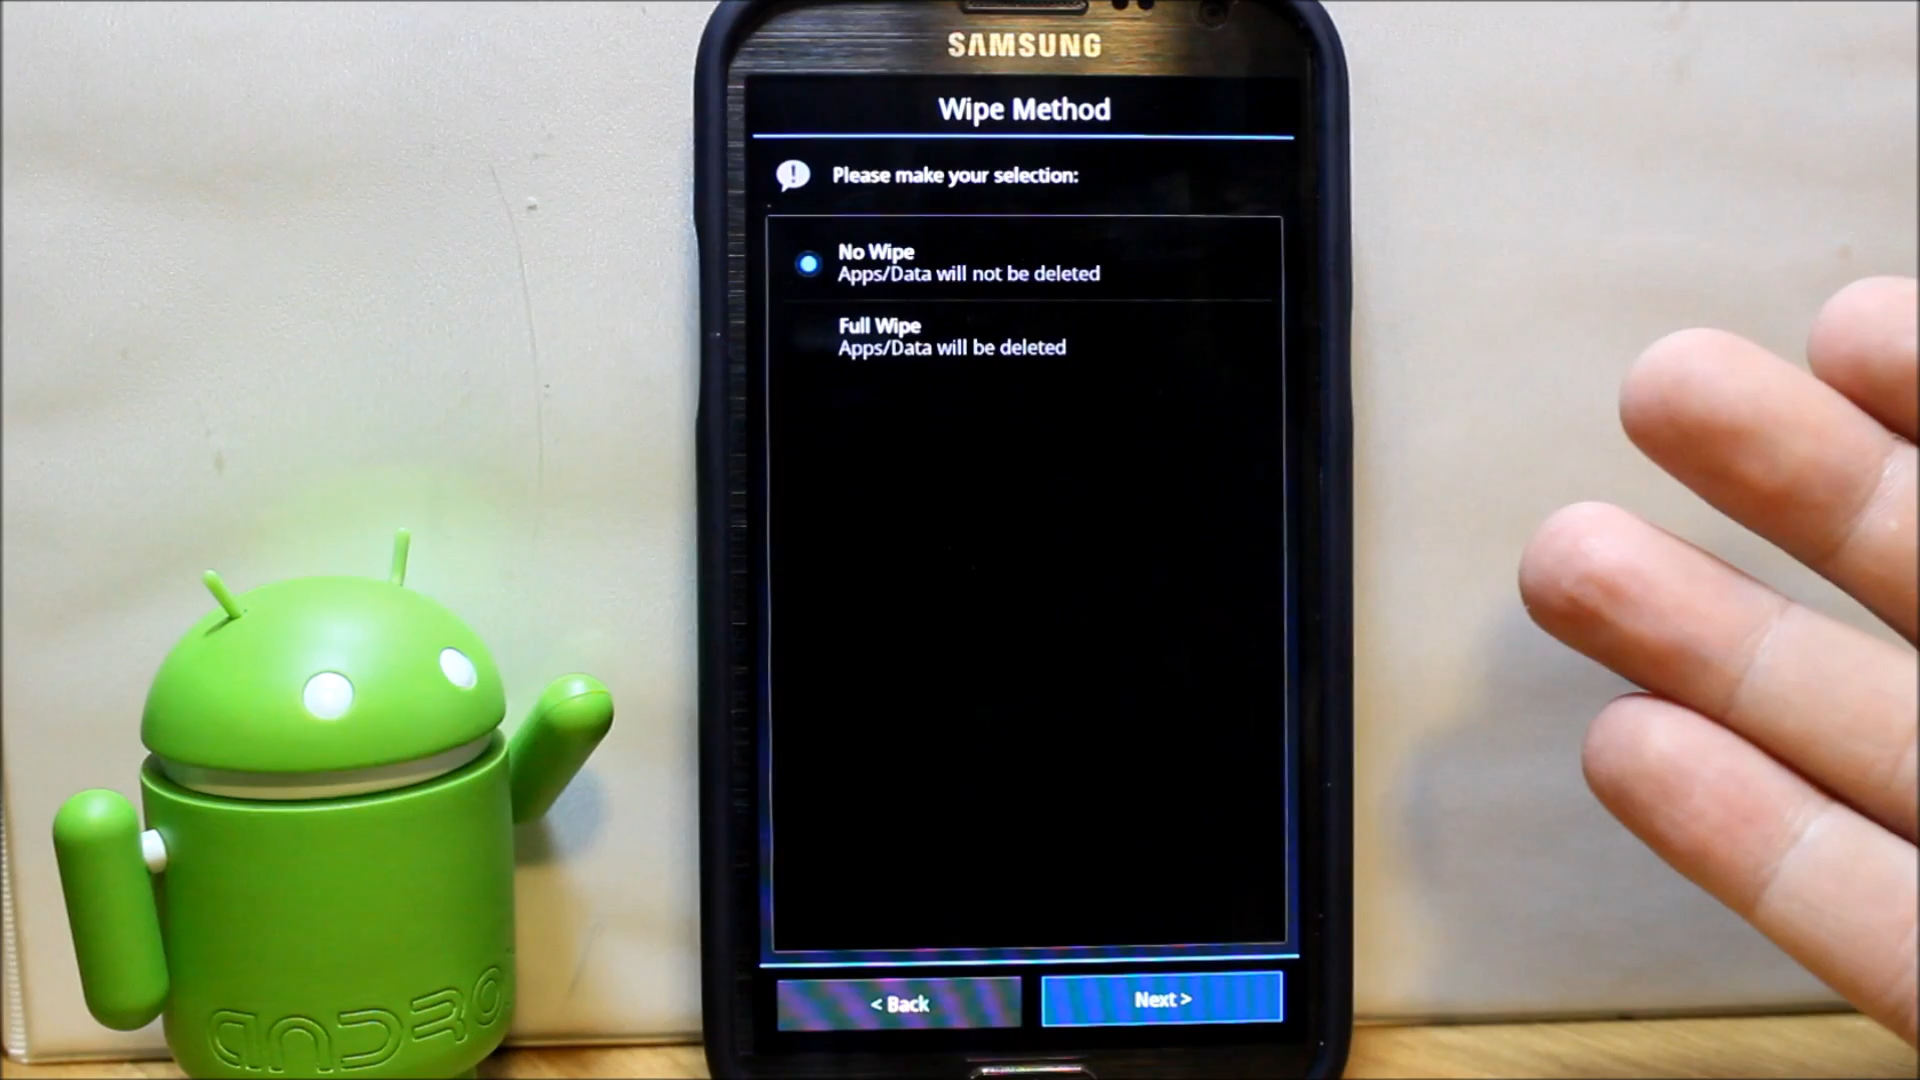 SAMSUNG
Wipe Method
Please make your selection:
No Wipe
Apps/Data will not be deleted
Full Wipe
Apps/Data will be deleted
< Back
Next >
ANDRO